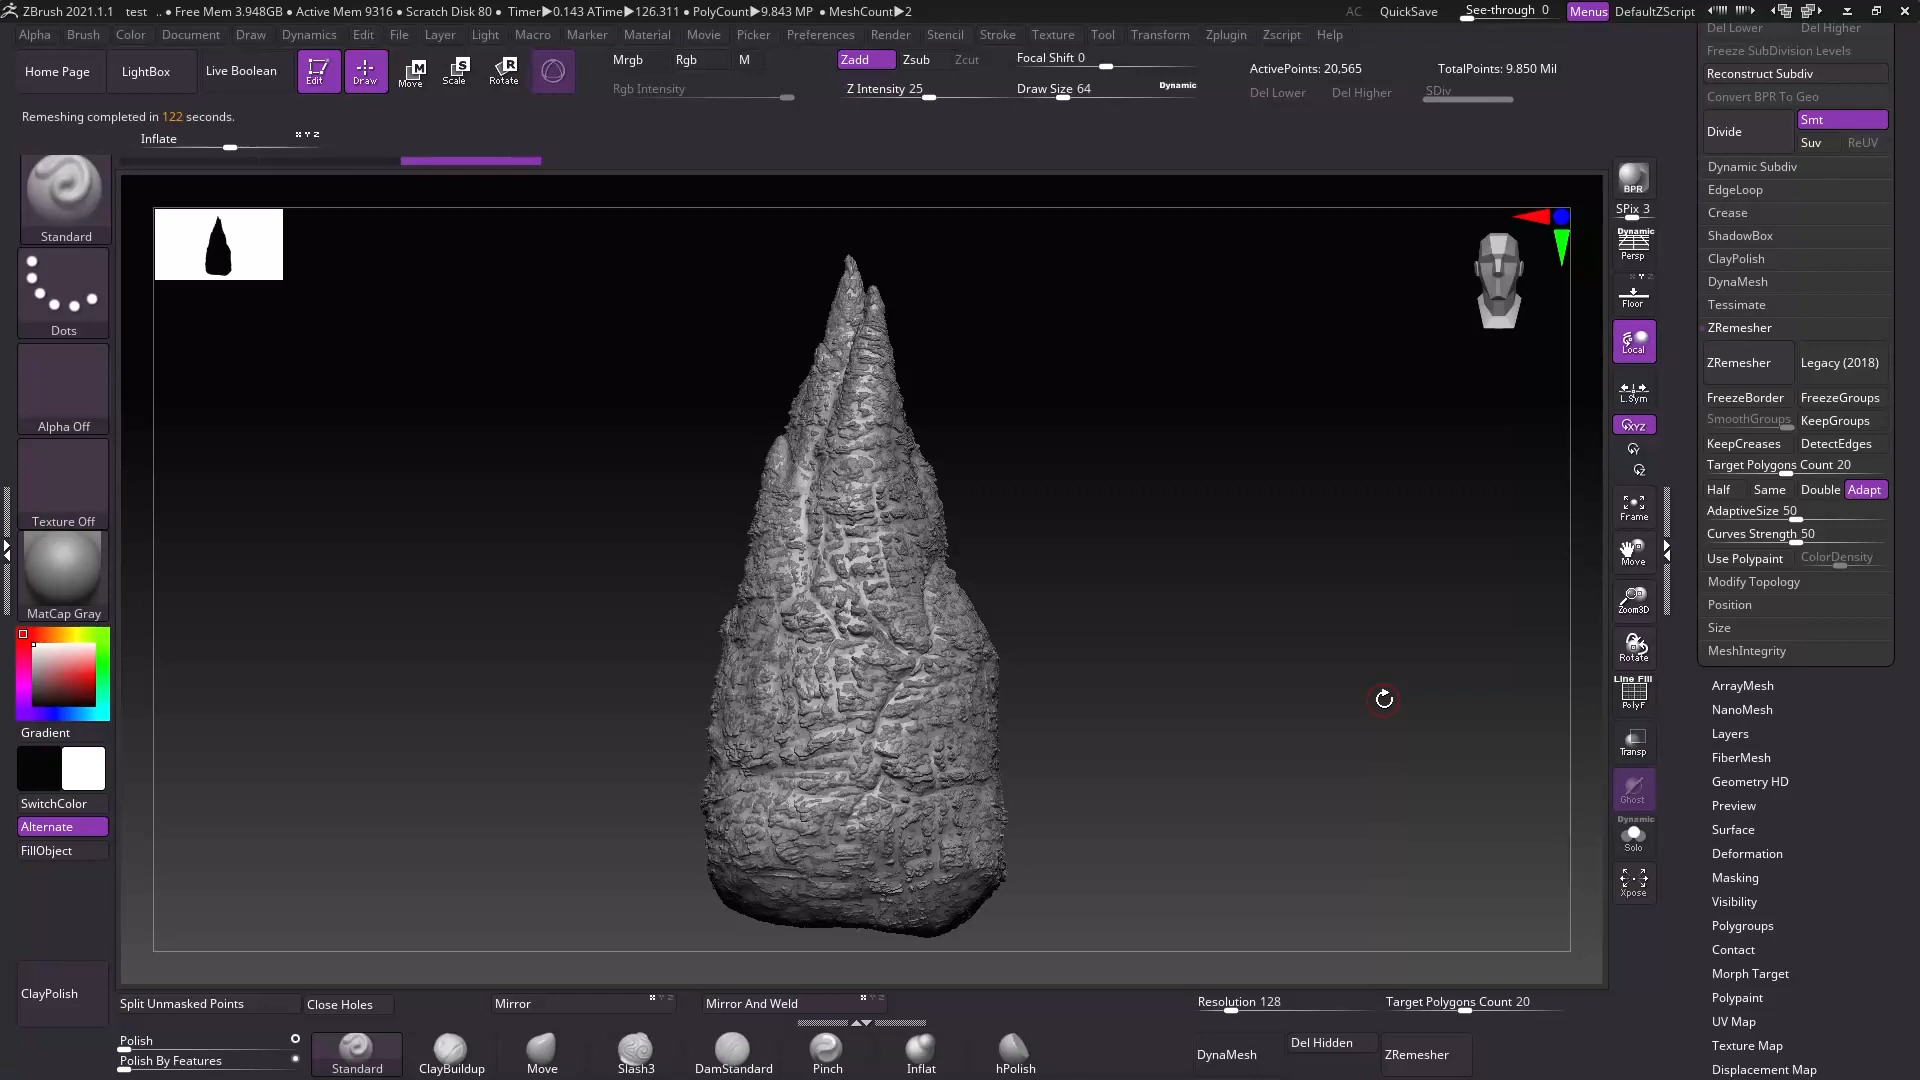 ZBrush 2021.1.1 test .. ● Free Mem 3.948GB ● Active Mem 9316 ● Scratch Disk 80 ● Timer▶0.143 ATime▶126.311 ● PolyCount▶9.843 MP ● MeshCount▶2 AC QuickSave See-through 0 Menus DefaultZScript
Alpha Brush Color Document Draw Dynamics Edit File Layer Light Macro Marker Material Movie Picker Preferences Render Stencil Stroke Texture Tool Transform Zplugin Zscript Help
Home Page LightBox Live Boolean Edit Draw Move Scale Rotate
M S R
Mrgb Rgb M
Rgb Intensity
Zadd Zsub Zcut
Z Intensity 25
Focal Shift 0
Draw Size 64 Dynamic
ActivePoints: 20,565 TotalPoints: 9.850 Mil
Del Lower Del Higher SDiv
Remeshing completed in 122 seconds.
Inflate X Y Z
Standard
Dots
Alpha Off
Texture Off
MatCap Gray
Gradient
SwitchColor
Alternate
FillObject
ClayPolish
BPR
SPix 3
Dynamic
Persp
Floor
Local
L.Sym
XYZ
Y
Z
Frame
Move
Zoom3D
Rotate
Line Fill
PolyF
Transp
Ghost
Dynamic
Solo
Xpose
Del Lower Del Higher
Freeze SubDivision Levels
Reconstruct Subdiv
Convert BPR To Geo
Divide Smt
Suv ReUV
Dynamic Subdiv
EdgeLoop
Crease
ShadowBox
ClayPolish
DynaMesh
Tessimate
ZRemesher
ZRemesher Legacy (2018)
FreezeBorder FreezeGroups
SmoothGroups KeepGroups
KeepCreases DetectEdges
Target Polygons Count 20
Half Same Double Adapt
AdaptiveSize 50
Curves Strength 50
Use Polypaint ColorDensity
Modify Topology
Position
Size
MeshIntegrity
ArrayMesh
NanoMesh
Layers
FiberMesh
Geometry HD
Preview
Surface
Deformation
Masking
Visibility
Polygroups
Contact
Morph Target
Polypaint
UV Map
Texture Map
Displacement Map
Split Unmasked Points Close Holes Mirror Mirror And Weld Resolution 128 Target Polygons Count 20
Polish
Polish By Features
Standard ClayBuildup Move Slash3 DamStandard Pinch Inflat hPolish
DynaMesh Del Hidden ZRemesher